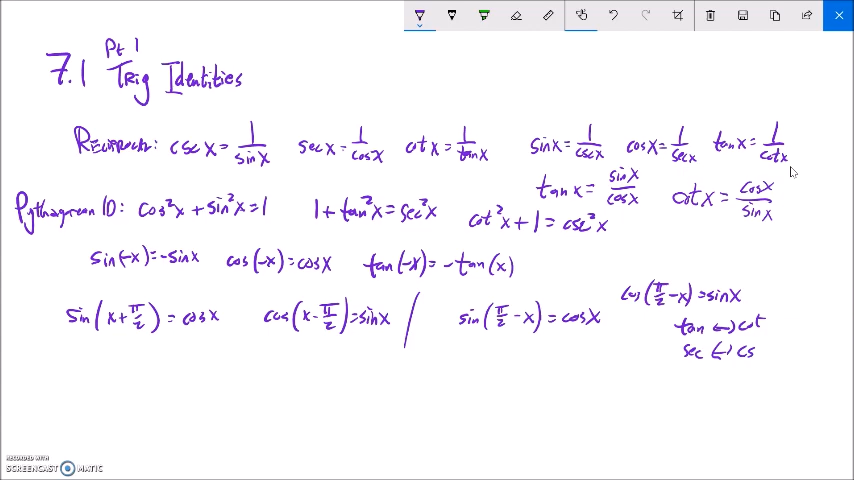 7.1 Pt 1
Trig Identities
Reciprocal: csc x = 1/sin x   sec x = 1/cos x   cot x = 1/tan x   sin x = 1/csc x   cos x = 1/sec x   tan x = 1/cot x
tan x = sin x/cos x   cot x = cos x/sin x
Pythagorean ID: cos²x + sin²x = 1   1 + tan²x = sec²x   cot²x + 1 = csc²x
sin(-x) = -sin x   cos(-x) = cos x   tan(-x) = -tan(x)
sin(x + π/2) = cos x   cos(x - π/2) = sin x / sin(π/2 - x) = cos x   cos(π/2 - x) = sin x
tan ↔ cot
sec ↔ cs
RECORDED WITH
SCREENCAST MATIC